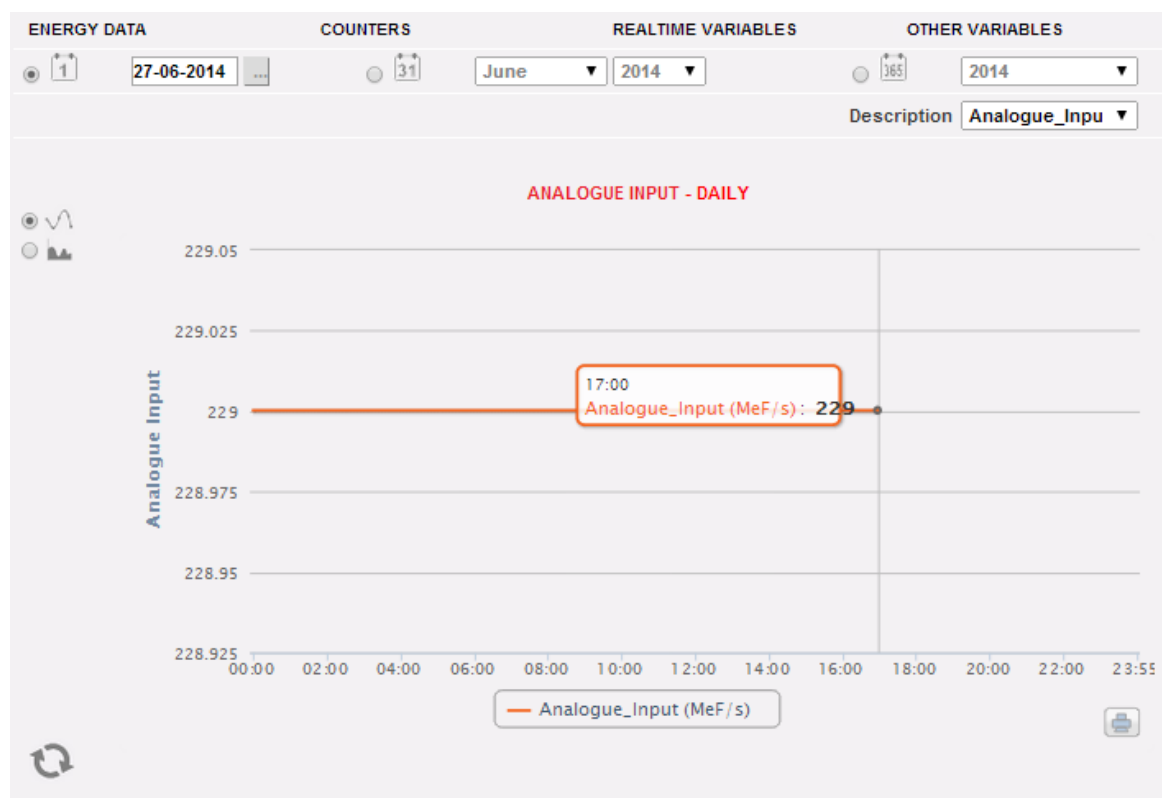 ENERGY DATA COUNTERS REALTIME VARIABLES OTHER VARIABLES
1 27-06-2014 ... 31 June 2014 365 2014
Description Analogue_Inpu
ANALOGUE INPUT - DAILY
229.05
229.025
229
228.975
228.95
228.925
Analogue Input
17:00
Analogue_Input (MeF/s) : 229
00:00 02:00 04:00 06:00 08:00 10:00 12:00 14:00 16:00 18:00 20:00 22:00 23:55
Analogue_Input (MeF/s)